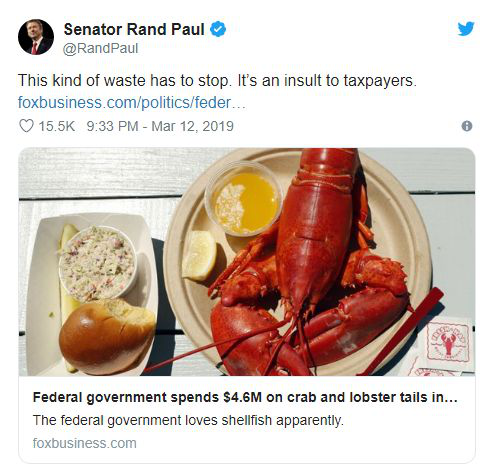 Senator Rand Paul
@RandPaul
This kind of waste has to stop. It’s an insult to taxpayers.
foxbusiness.com/politics/feder…
15.5K 9:33 PM - Mar 12, 2019
Federal government spends $4.6M on crab and lobster tails in…
The federal government loves shellfish apparently.
foxbusiness.com